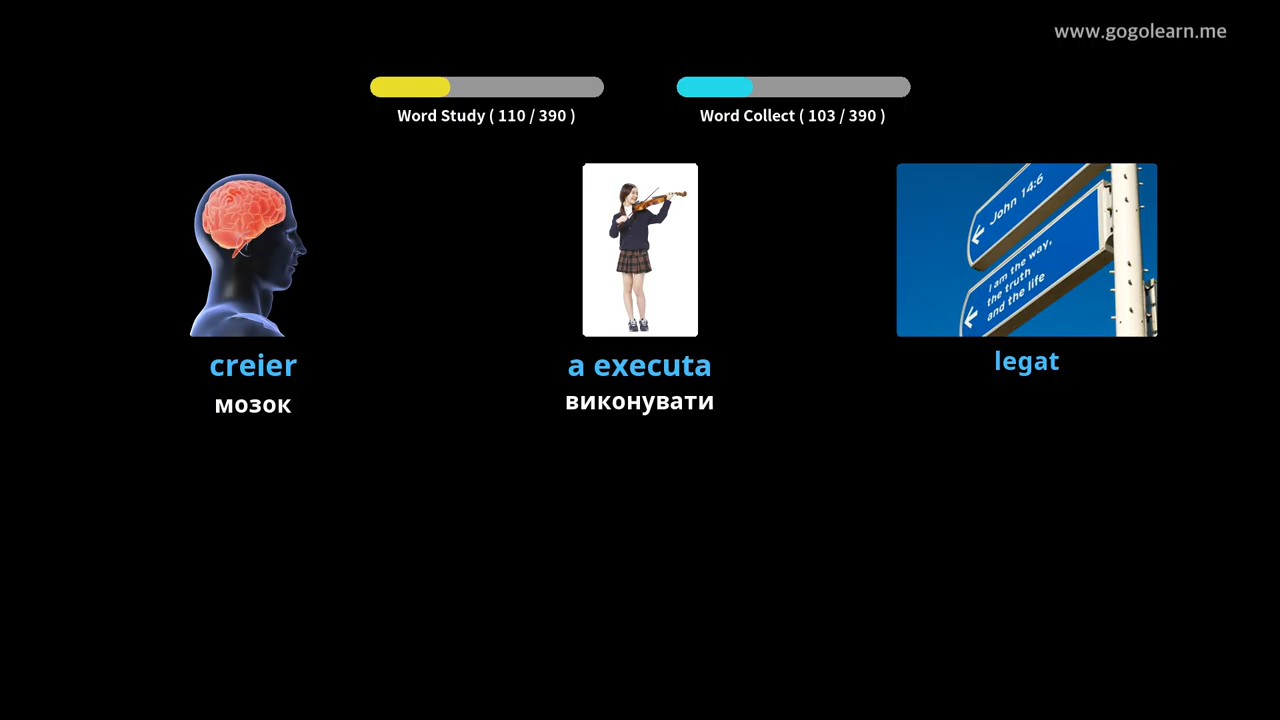 www.gogolearn.me
Word Study ( 110 / 390 )
Word Collect ( 103 / 390 )
John 14:6
I am the way,
the truth
and the life
creier
a executa
legat
мозок
виконувати